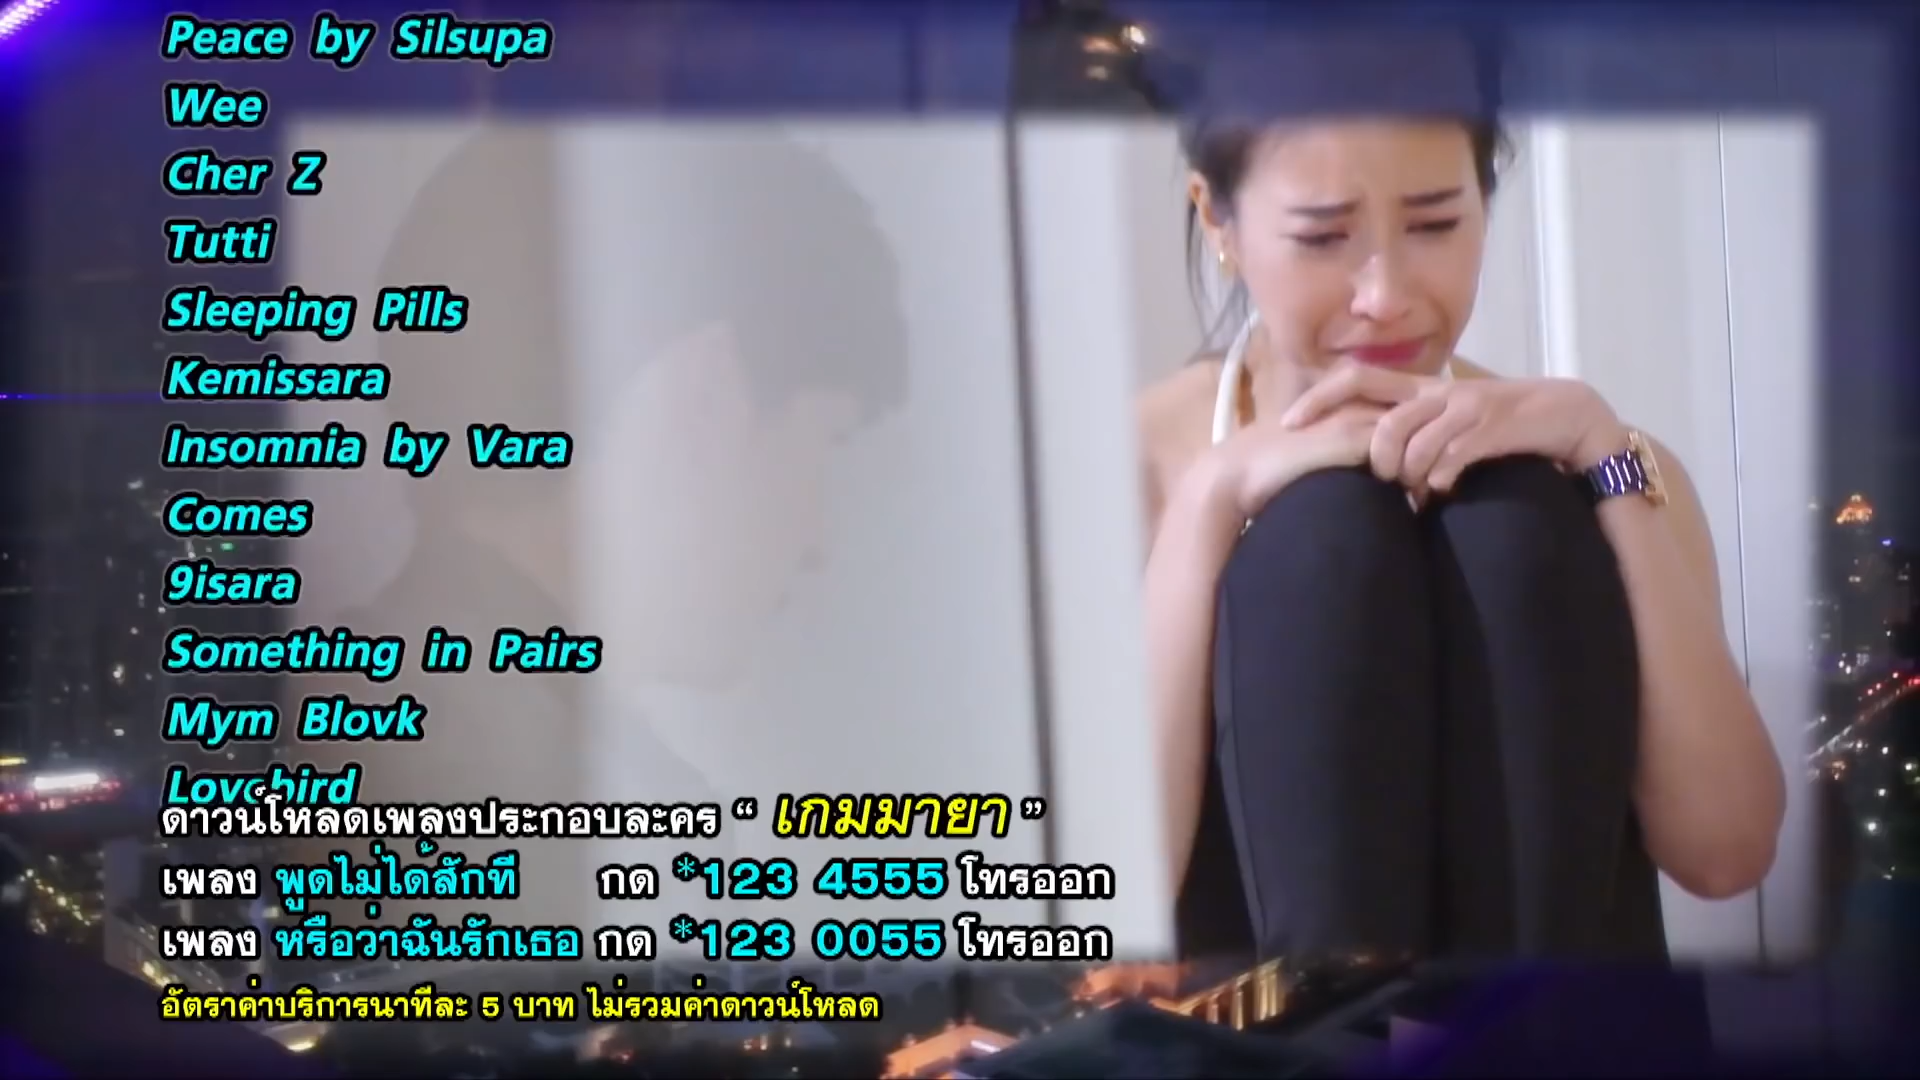 Peace by Silsupa
Wee
Cher Z
Tutti
Sleeping Pills
Kemissara
Insomnia by Vara
Comes
9isara
Something in Pairs
Mym Blovk
Lovebird
ดาวน์โหลดเพลงประกอบละคร “ เกมมายา ”
เพลง พูดไม่ได้สักที กด *123 4555 โทรออก
เพลง หรือว่าฉันรักเธอ กด *123 0055 โทรออก
อัตราค่าบริการนาทีละ 5 บาท ไม่รวมค่าดาวน์โหลด